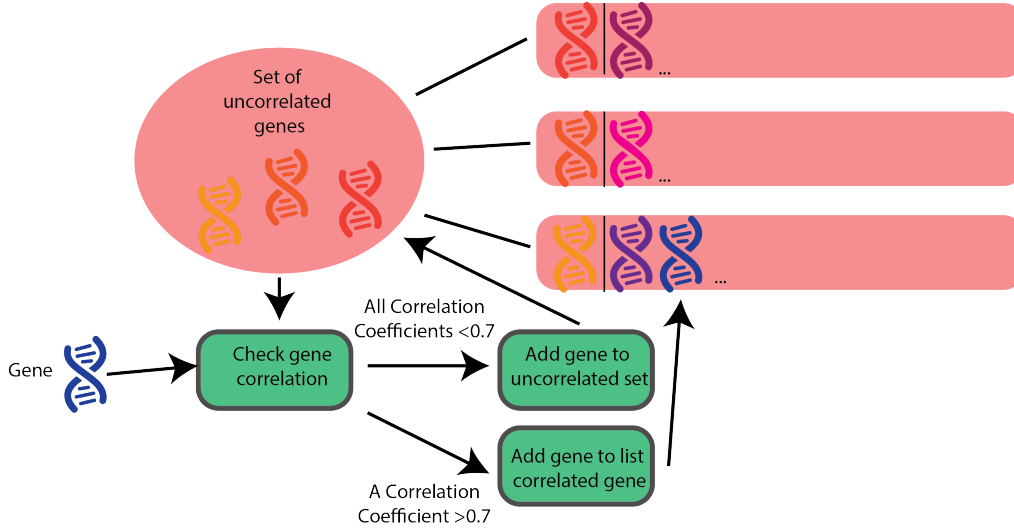 Set of
uncorrelated
genes
...
...
...
All Correlation
Coefficients <0.7
Gene
Check gene
correlation
Add gene to
uncorrelated set
Add gene to list
correlated gene
A Correlation
Coefficient >0.7